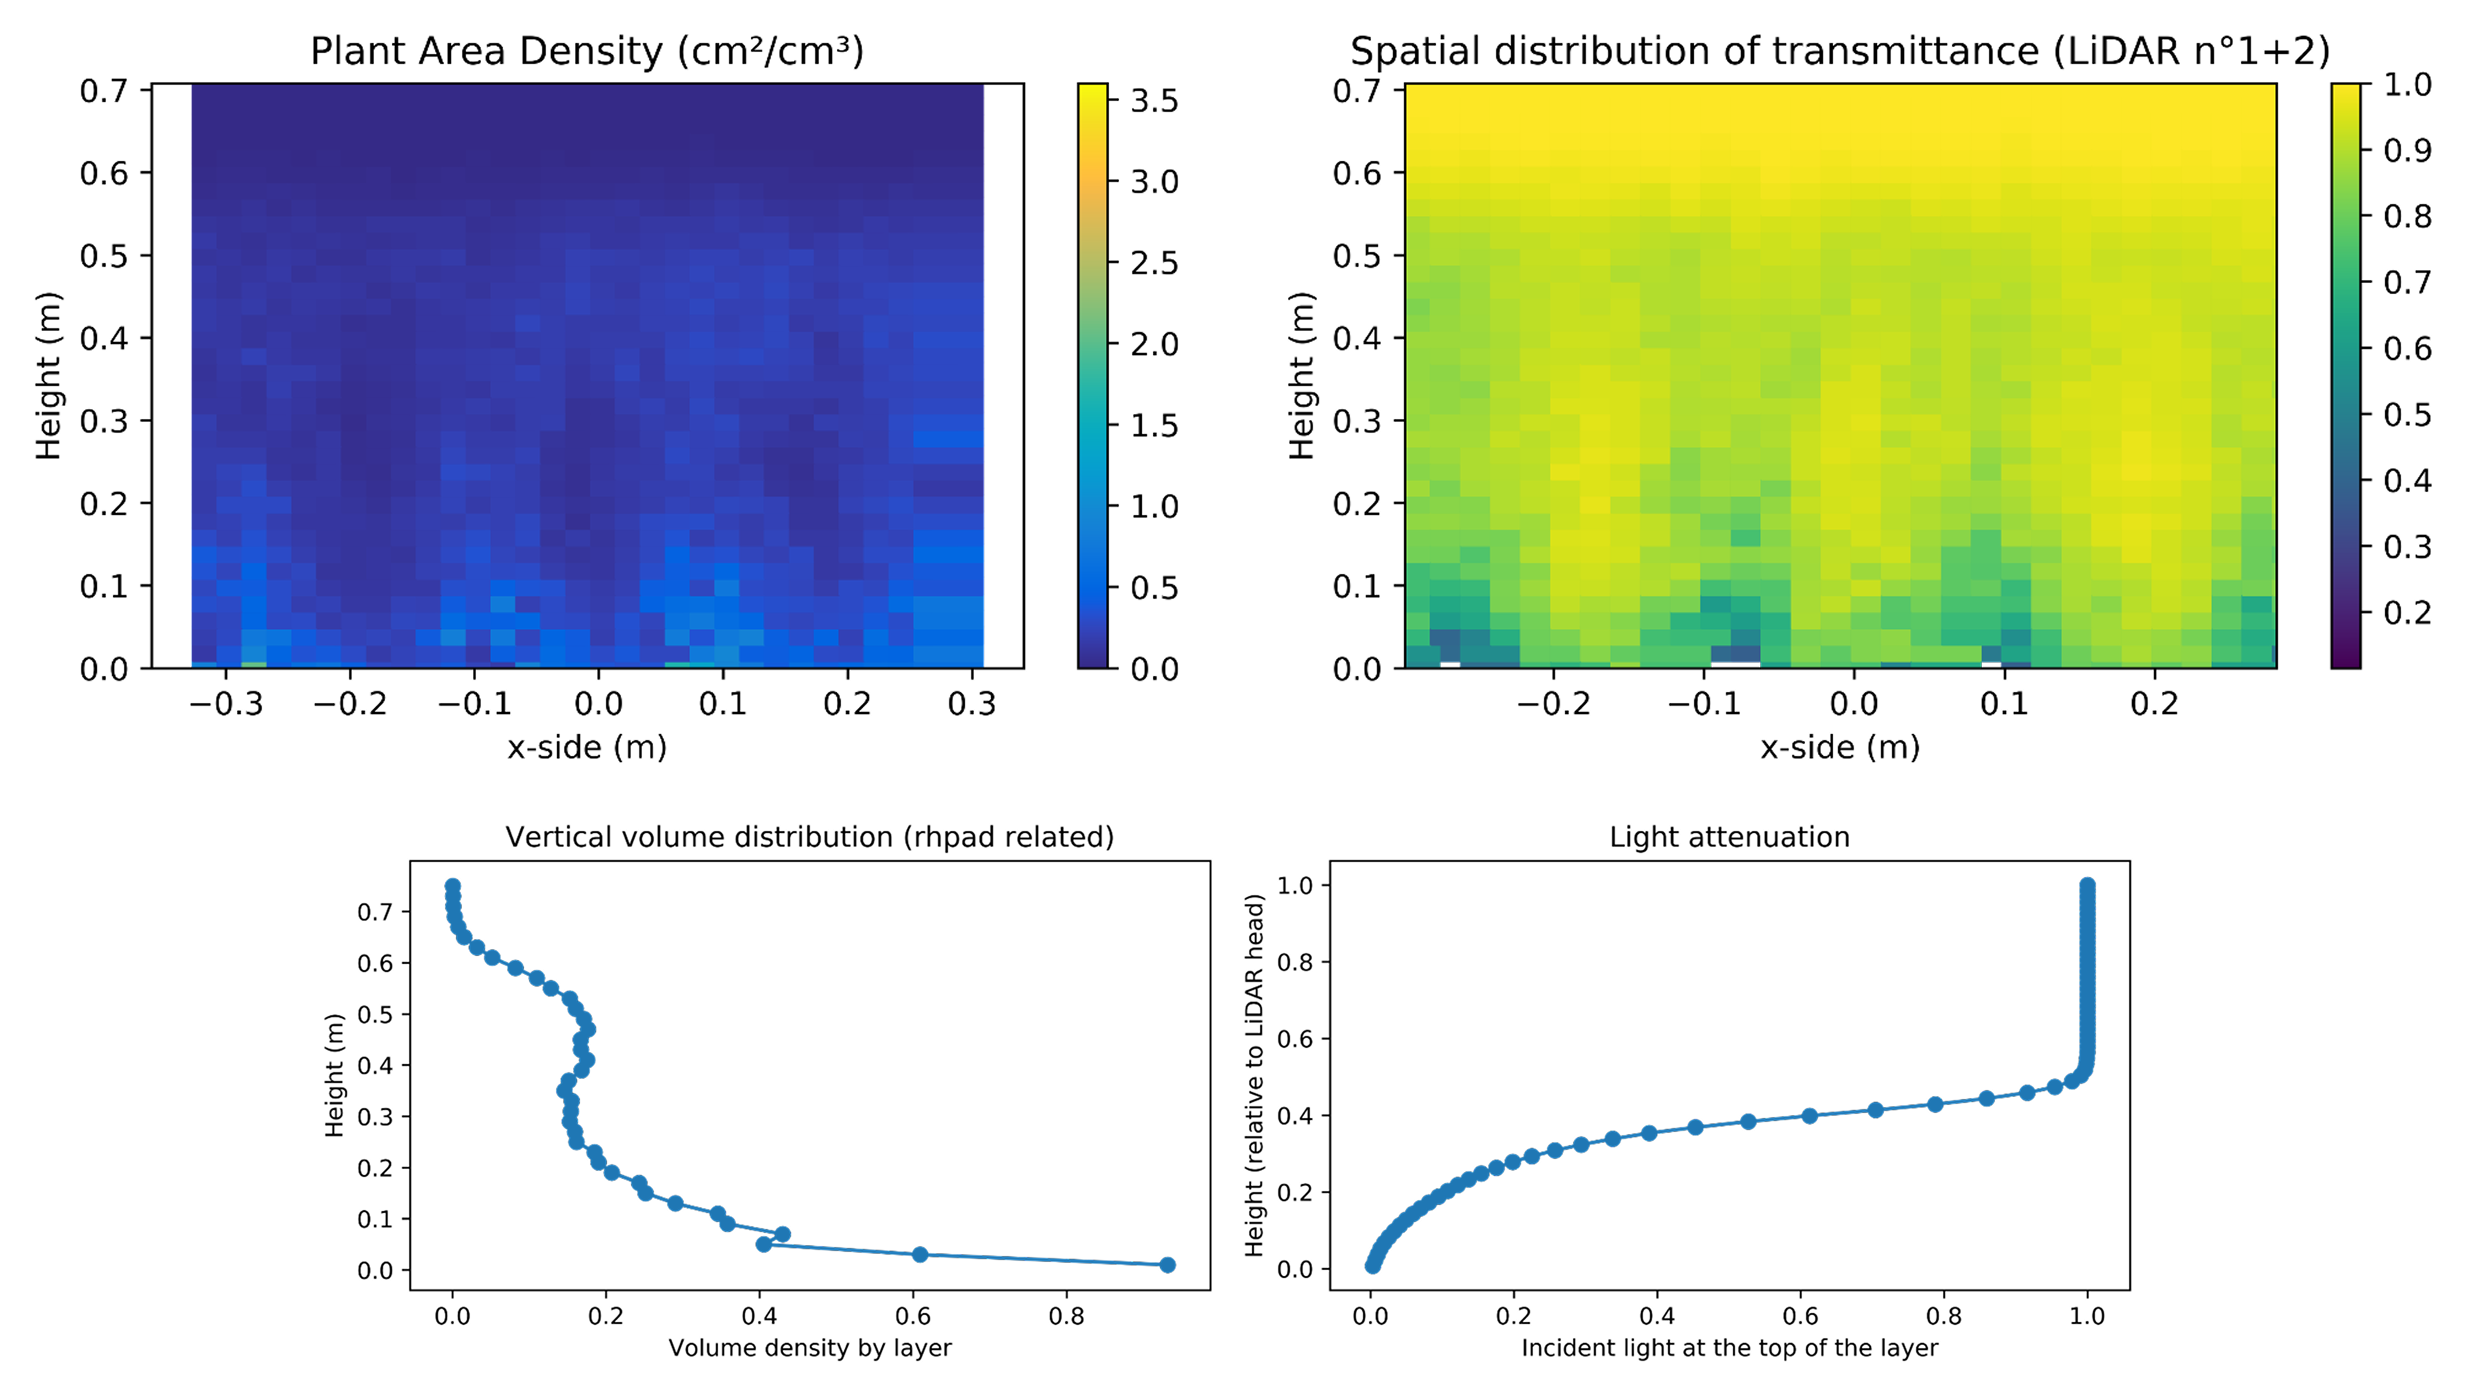 Plant Area Density (cm²/cm³)
0.7
0.6
0.5
0.4
0.3
0.2
0.1
0.0
Height (m)
−0.3 −0.2 −0.1 0.0 0.1 0.2 0.3
x-side (m)
3.5
3.0
2.5
2.0
1.5
1.0
0.5
0.0
Spatial distribution of transmittance (LiDAR n°1+2)
0.7
0.6
0.5
0.4
0.3
0.2
0.1
0.0
Height (m)
−0.2 −0.1 0.0 0.1 0.2
x-side (m)
1.0
0.9
0.8
0.7
0.6
0.5
0.4
0.3
0.2
Vertical volume distribution (rhpad related)
0.7
0.6
0.5
0.4
0.3
0.2
0.1
0.0
Height (m)
0.0 0.2 0.4 0.6 0.8
Volume density by layer
Light attenuation
1.0
0.8
0.6
0.4
0.2
0.0
Height (relative to LiDAR head)
0.0 0.2 0.4 0.6 0.8 1.0
Incident light at the top of the layer